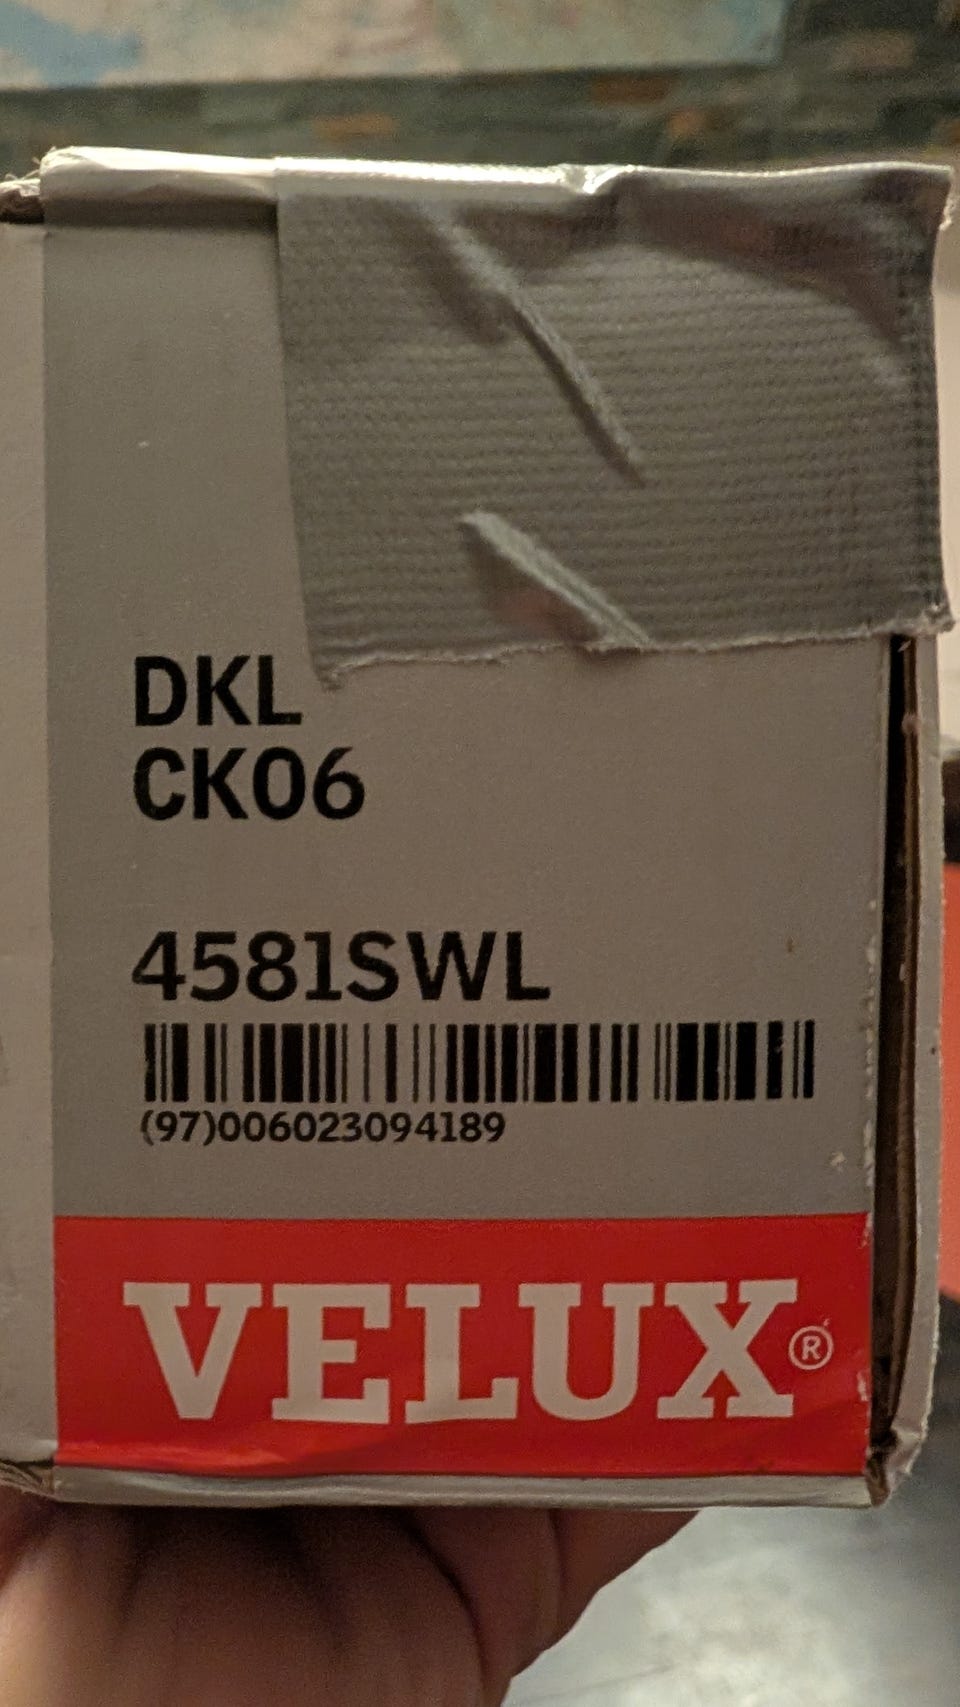 DKL
CK06
4581SWL
(97)006023094189
VELUX®